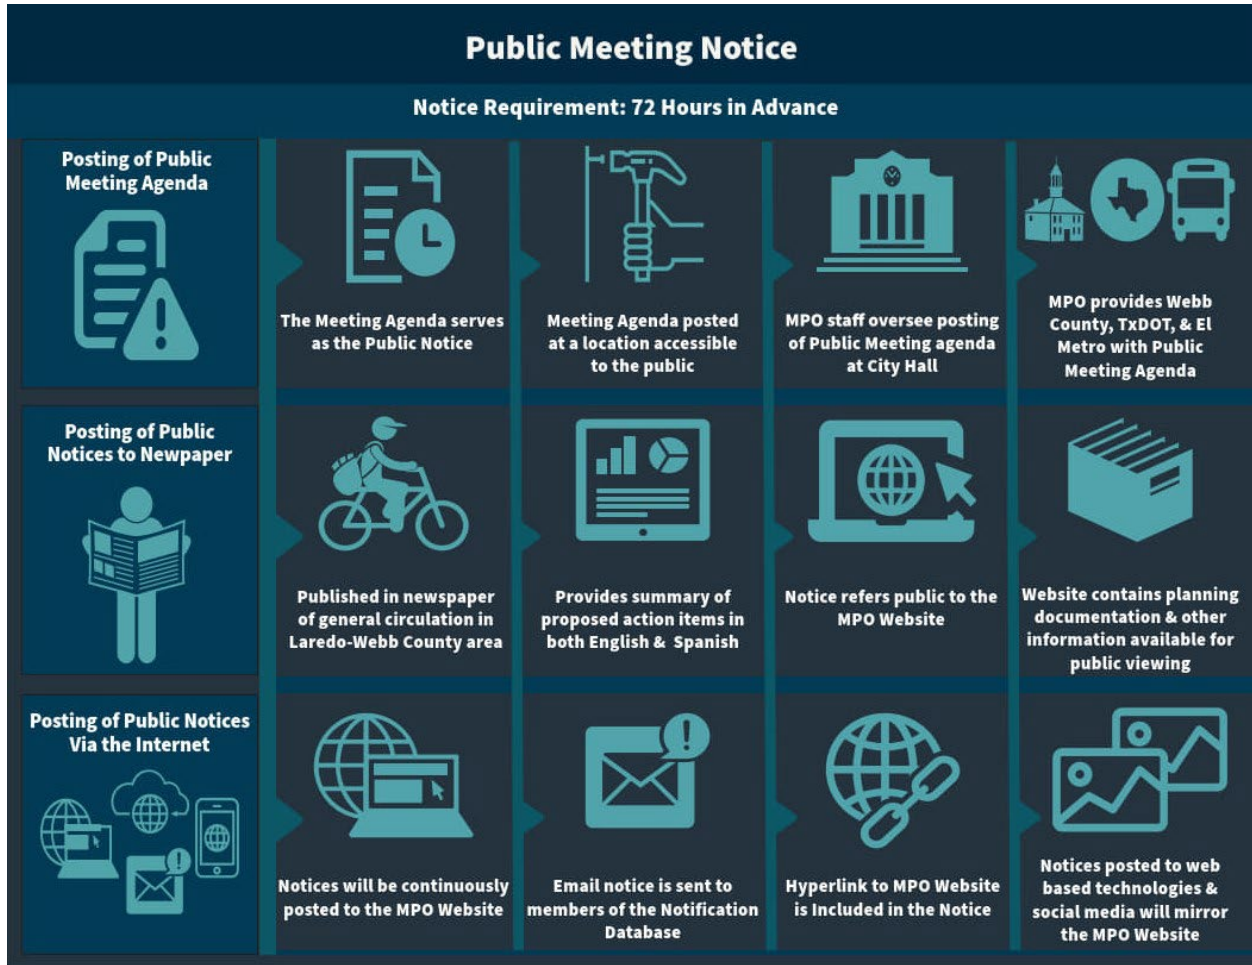 Public Meeting Notice
Notice Requirement: 72 Hours in Advance
Posting of Public
Meeting Agenda
The Meeting Agenda serves
as the Public Notice
Meeting Agenda posted
at a location accessible
to the public
MPO staff oversee posting
of Public Meeting agenda
at City Hall
MPO provides Webb
County, TxDOT, & El
Metro with Public
Meeting Agenda
Posting of Public
Notices to Newpaper
Published in newspaper
of general circulation in
Laredo-Webb County area
Provides summary of
proposed action items in
both English & Spanish
Notice refers public to the
MPO Website
Website contains planning
documentation & other
information available for
public viewing
Posting of Public Notices
Via the Internet
Notices will be continuously
posted to the MPO Website
Email notice is sent to
members of the Notification
Database
Hyperlink to MPO Website
is Included in the Notice
Notices posted to web
based technologies &
social media will mirror
the MPO Website